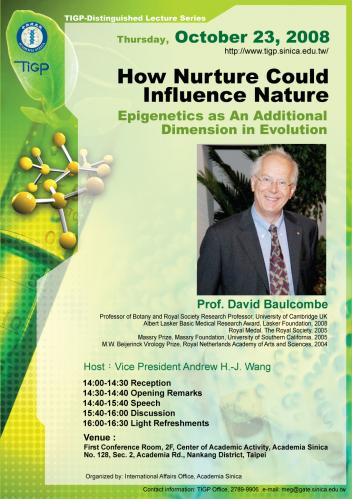 TIGP-Distinguished Lecture Series
Thursday, October 23, 2008
http://www.tigp.sinica.edu.tw/
TIGP
How Nurture Could
Influence Nature
Epigenetics as An Additional
Dimension in Evolution
Prof. David Baulcombe
Professor of Botany and Royal Society Research Professor, University of Cambridge UK
Albert Lasker Basic Medical Research Award, Lasker Foundation, 2008
Royal Medal. The Royal Society. 2005
Massry Prize, Massry Foundation, University of Southern California, 2005
M.W. Beijerinck Virology Prize, Royal Netherlands Academy of Arts and Sciences, 2004
Host：Vice President Andrew H.-J. Wang
14:00-14:30 Reception
14:30-14:40 Opening Remarks
14:40-15:40 Speech
15:40-16:00 Discussion
16:00-16:30 Light Refreshments
Venue :
First Conference Room, 2F, Center of Academic Activity, Academia Sinica
No. 128, Sec. 2, Academia Rd., Nankang District, Taipei
Organized by: International Affairs Office, Academia Sinica
Contact information: TIGP Office, 2789-9905 e-mail: meg@gate.sinica.edu.tw